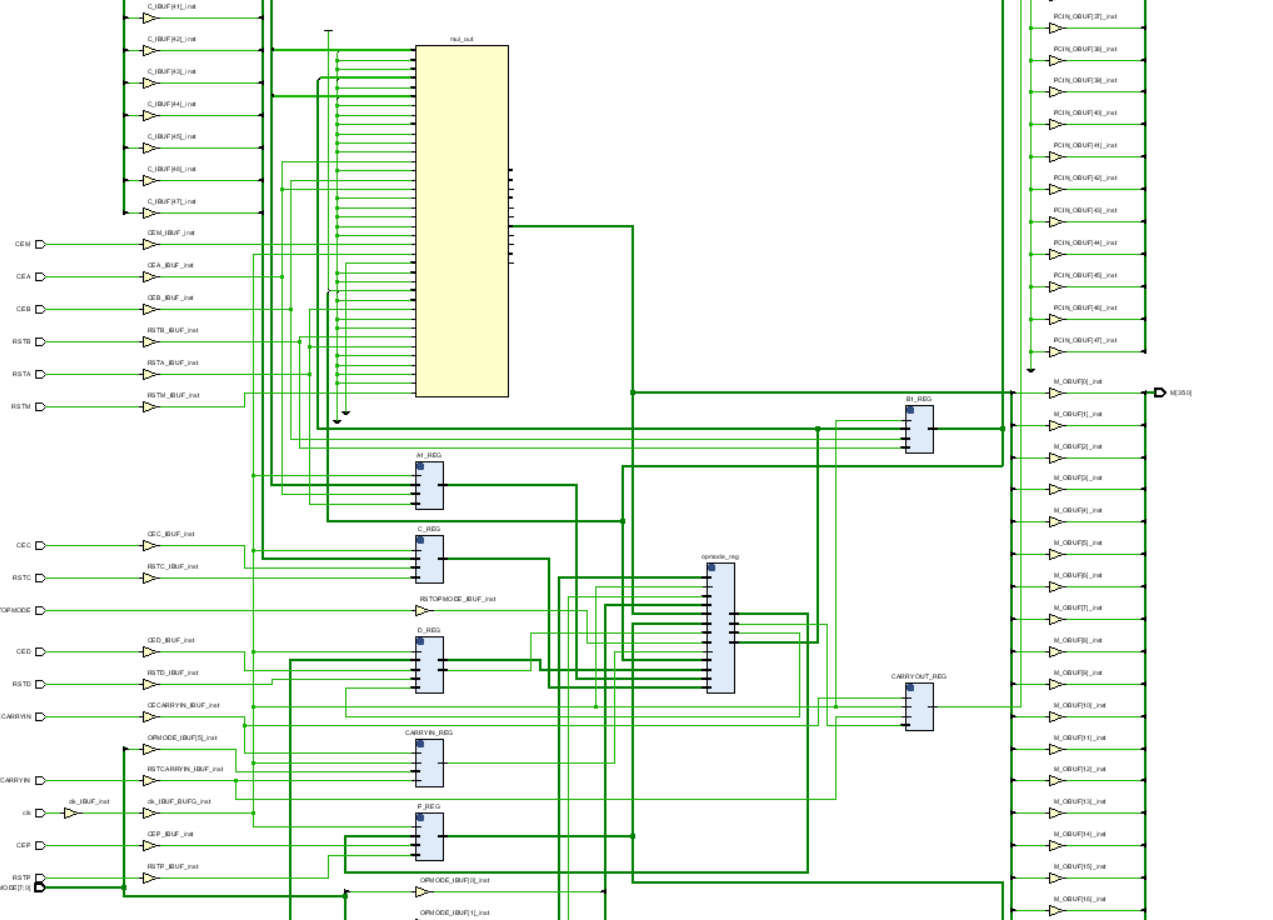 C_IBUF[41]_inst
C_IBUF[42]_inst
C_IBUF[43]_inst
C_IBUF[44]_inst
C_IBUF[45]_inst
C_IBUF[46]_inst
C_IBUF[47]_inst
CEM
CEM_IBUF_inst
CEA
CEA_IBUF_inst
CEB
CEB_IBUF_inst
RSTB
RSTB_IBUF_inst
RSTA
RSTA_IBUF_inst
RSTM
RSTM_IBUF_inst
CEC
CEC_IBUF_inst
RSTC
RSTC_IBUF_inst
TOPMODE
RSTOPMODE_IBUF_inst
CED
CED_IBUF_inst
RSTD
RSTD_IBUF_inst
CECARRYIN
CECARRYIN_IBUF_inst
OPMODE_IBUF[5]_inst
CARRYIN
RSTCARRYIN_IBUF_inst
clk
clk_IBUF_inst
clk_IBUF_BUFG_inst
CEP
CEP_IBUF_inst
RSTP
RSTP_IBUF_inst
MODE[7:0]
OPMODE_IBUF[0]_inst
OPMODE_IBUF[1]_inst
mul_out
A1_REG
C_REG
D_REG
CARRYIN_REG
P_REG
opmode_reg
B1_REG
CARRYOUT_REG
PCIN_OBUF[37]_inst
PCIN_OBUF[38]_inst
PCIN_OBUF[39]_inst
PCIN_OBUF[40]_inst
PCIN_OBUF[41]_inst
PCIN_OBUF[42]_inst
PCIN_OBUF[43]_inst
PCIN_OBUF[44]_inst
PCIN_OBUF[45]_inst
PCIN_OBUF[46]_inst
PCIN_OBUF[47]_inst
M_OBUF[0]_inst
M[35:0]
M_OBUF[1]_inst
M_OBUF[2]_inst
M_OBUF[3]_inst
M_OBUF[4]_inst
M_OBUF[5]_inst
M_OBUF[6]_inst
M_OBUF[7]_inst
M_OBUF[8]_inst
M_OBUF[9]_inst
M_OBUF[10]_inst
M_OBUF[11]_inst
M_OBUF[12]_inst
M_OBUF[13]_inst
M_OBUF[14]_inst
M_OBUF[15]_inst
M_OBUF[16]_inst